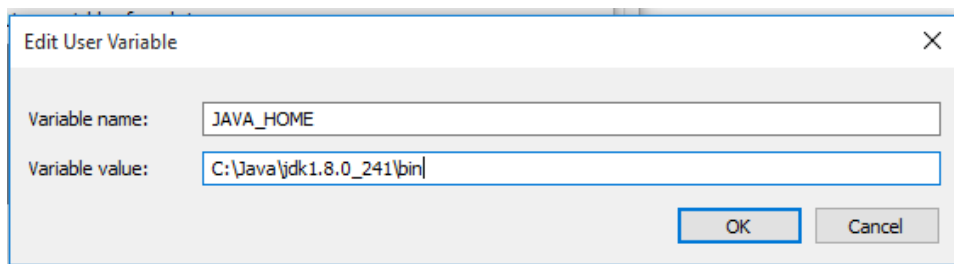 Edit User Variable
Variable name:
JAVA_HOME
Variable value:
C:\Java\jdk1.8.0_241\bin
OK
Cancel